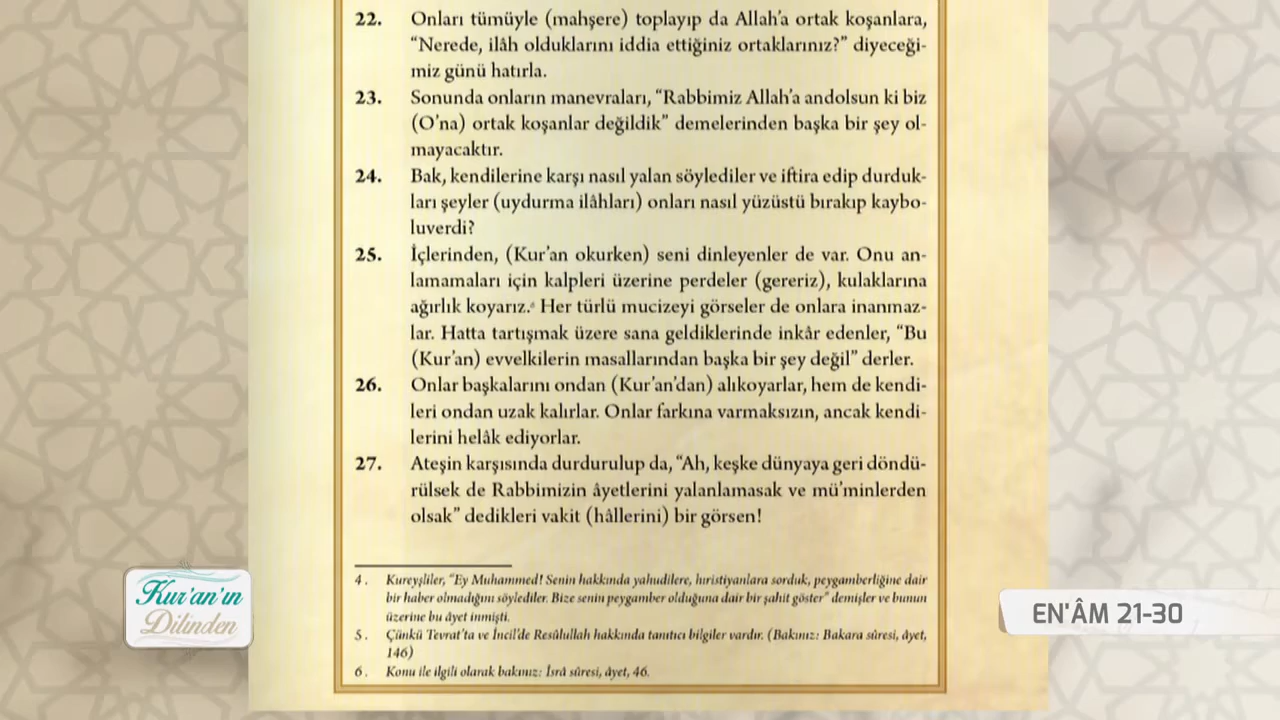 22. Onları tümüyle (mahşere) toplayıp da Allah’a ortak koşanlara,
“Nerede, ilâh olduklarını iddia ettiğiniz ortaklarınız?” diyeceği-
miz günü hatırla.
23. Sonunda onların manevraları, “Rabbimiz Allah’a andolsun ki biz
(O’na) ortak koşanlar değildik” demelerinden başka bir şey ol-
mayacaktır.
24. Bak, kendilerine karşı nasıl yalan söylediler ve iftira edip durduk-
ları şeyler (uydurma ilâhları) onları nasıl yüzüstü bırakıp kaybo-
luverdi?
25. İçlerinden, (Kur’an okurken) seni dinleyenler de var. Onu an-
lamamaları için kalpleri üzerine perdeler (gereriz), kulaklarına
ağırlık koyarız. Her türlü mucizeyi görseler de onlara inanmaz-
lar. Hatta tartışmak üzere sana geldiklerinde inkâr edenler, “Bu
(Kur’an) evvelkilerin masallarından başka bir şey değil” derler.
26. Onlar başkalarını ondan (Kur’an’dan) alıkoyarlar, hem de kendi-
leri ondan uzak kalırlar. Onlar farkına varmaksızın, ancak kendi-
lerini helâk ediyorlar.
27. Ateşin karşısında durdurulup da, “Ah, keşke dünyaya geri döndü-
rülsek de Rabbimizin âyetlerini yalanlamasak ve mü’minlerden
olsak” dedikleri vakit (hâllerini) bir görsen!
4. Kureyşliler, “Ey Muhammed! Senin hakkında yahudilere, hıristiyanlara sorduk, peygamberliğine dair
bir haber olmadığını söylediler. Bize senin peygamber olduğuna dair bir şahit göster” demişler ve bunun
üzerine bu âyet inmişti.
5. Çünkü Tevrat’ta ve İncil’de Resûlullah hakkında tanıtıcı bilgiler vardır. (Bakınız: Bakara sûresi, âyet,
146)
6. Konu ile ilgili olarak bakınız: İsrâ sûresi, âyet, 46.
Kur'an'ın
Dilinden
EN'ÂM 21-30